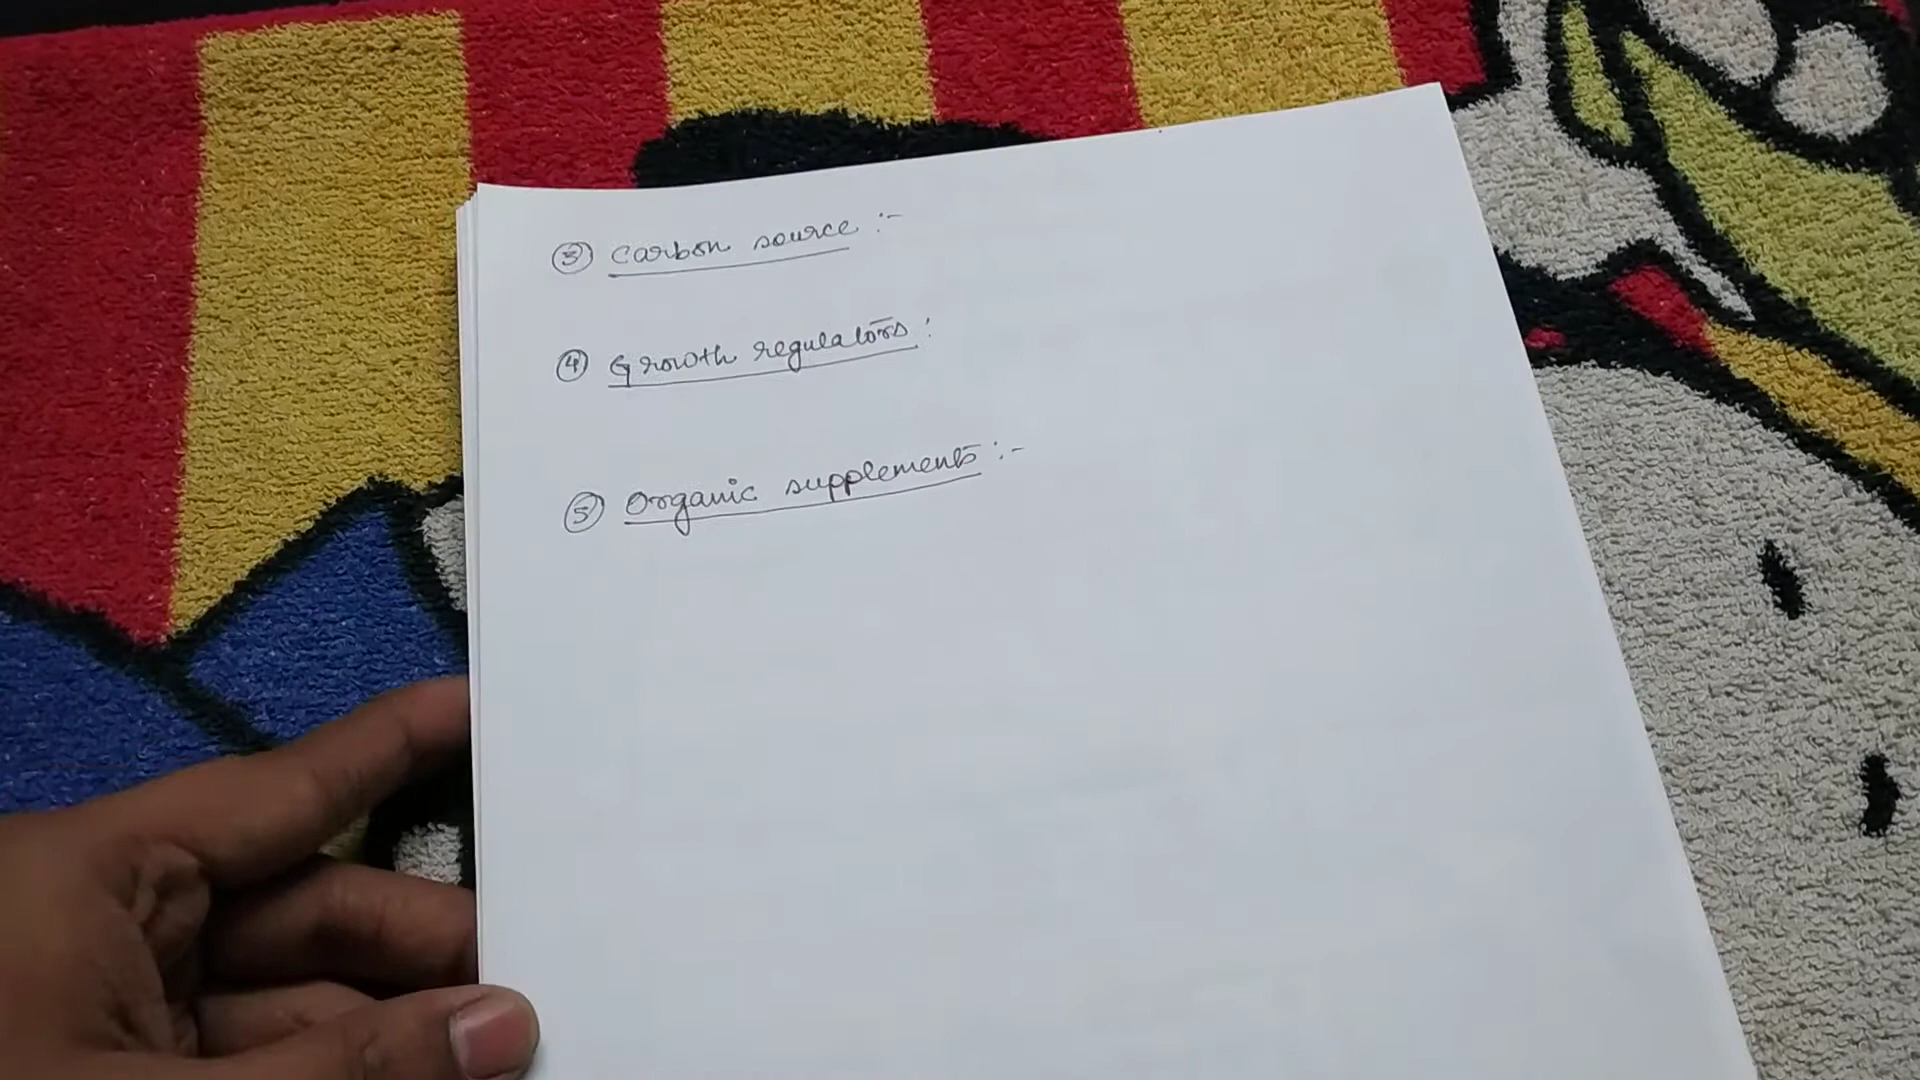 ③ Carbon source :-
④ Growth regulators :
⑤ Organic supplements :-